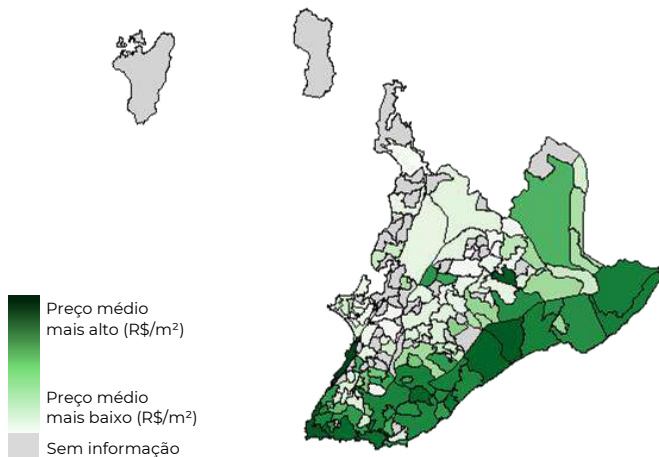 Preço médio
mais alto (R$/m²)
Preço médio
mais baixo (R$/m²)
Sem informação